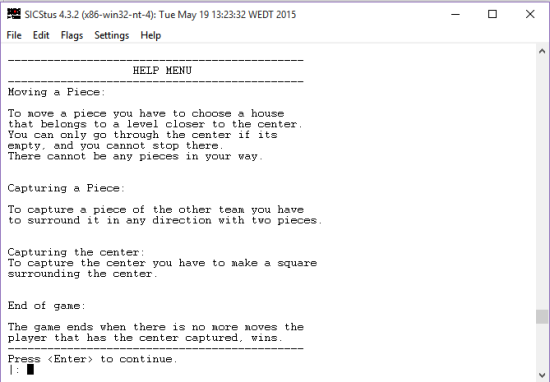 SICStus 4.3.2 (x86-win32-nt-4): Tue May 19 13:23:32 WEDT 2015
File Edit Flags Settings Help
--------------------------------------------
HELP MENU
--------------------------------------------
Moving a Piece:
To move a piece you have to choose a house
that belongs to a level closer to the center.
You can only go through the center if its
empty, and you cannot stop there.
There cannot be any pieces in your way.
Capturing a Piece:
To capture a piece of the other team you have
to surround it in any direction with two pieces.
Capturing the center:
To capture the center you have to make a square
surrounding the center.
End of game:
The game ends when there is no more moves the
player that has the center captured, wins.
--------------------------------------------
Press <Enter> to continue.
|: